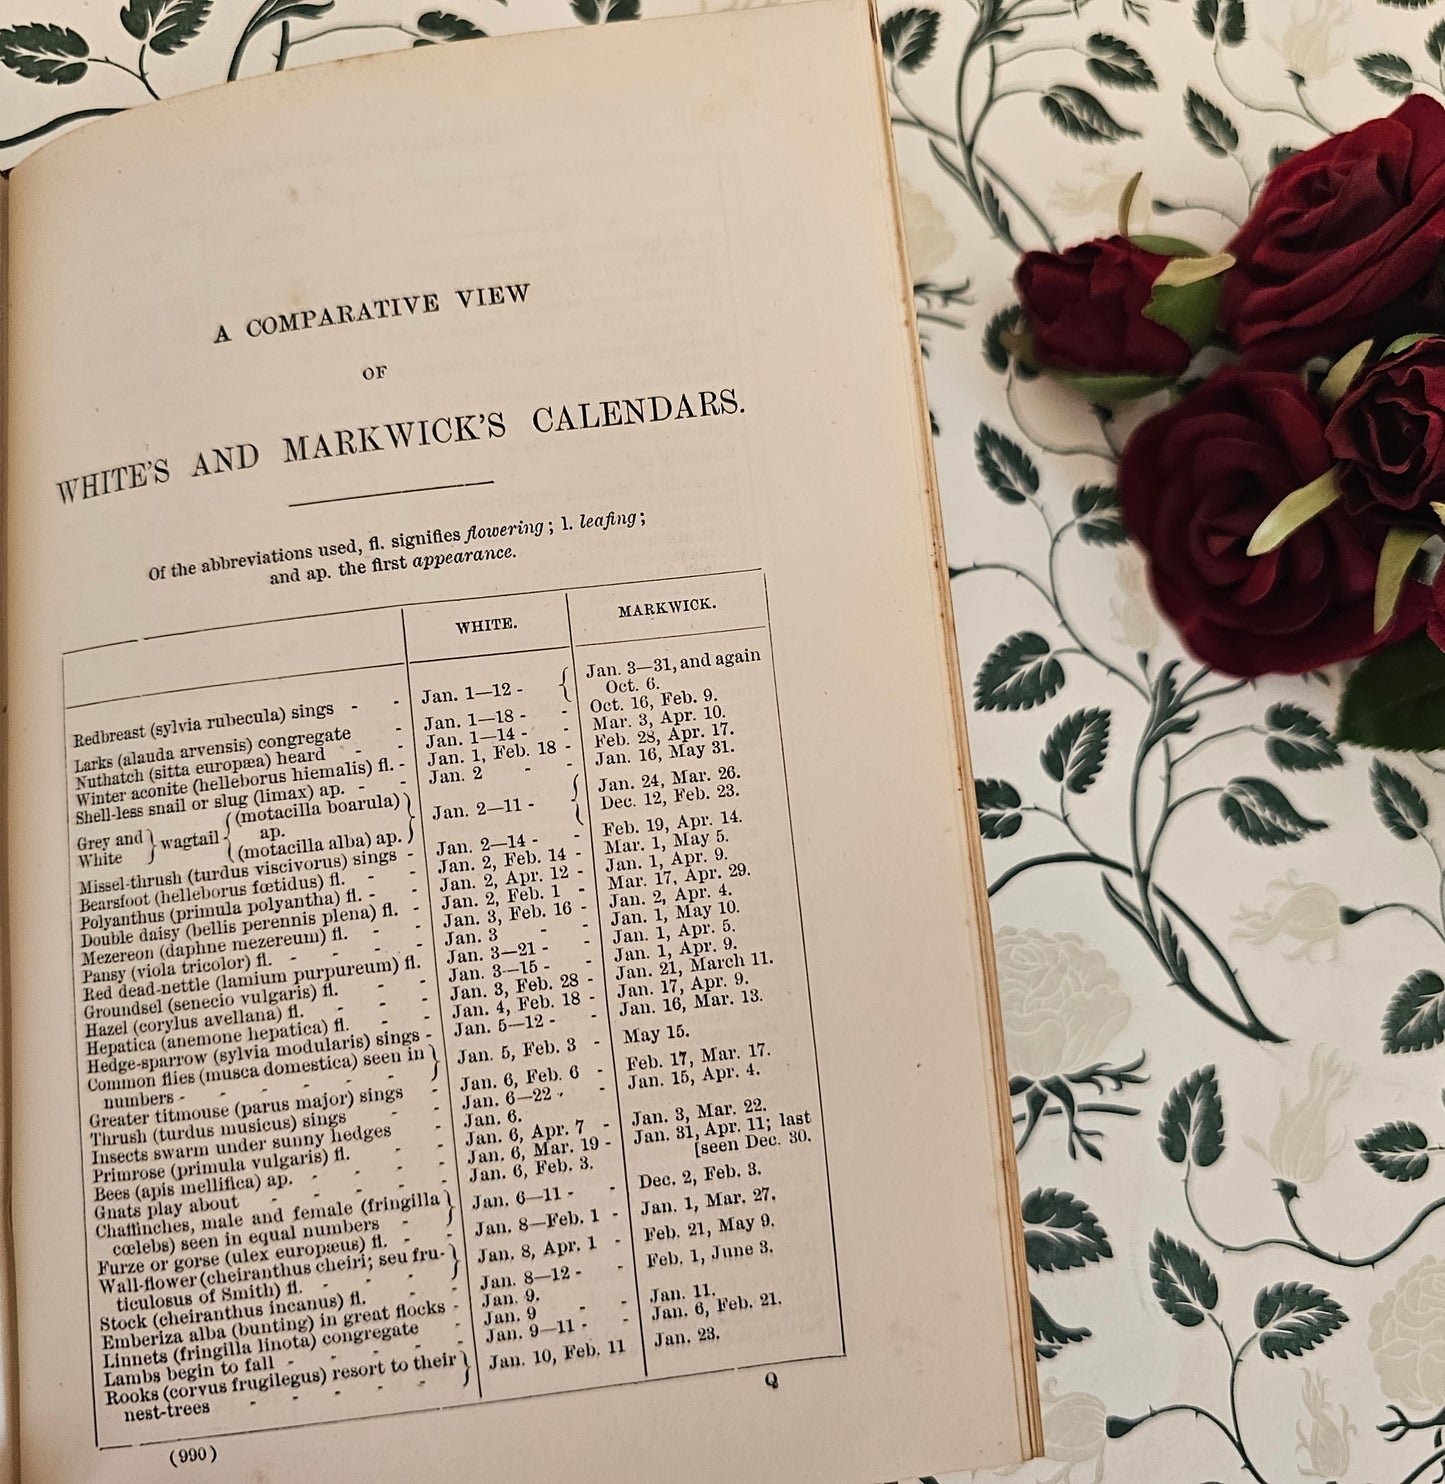 A COMPARATIVE VIEW
OF
WHITE'S AND MARKWICK'S CALENDARS.
Of the abbreviations used, fl. signifies flowering; l. leafing;
and ap. the first appearance.
WHITE. MARKWICK.
Redbreast (sylvia rubecula) sings - - Jan. 1—12 - { Jan. 3—31, and again
Oct. 6.
Larks (alauda arvensis) congregate - Jan. 1—18 - - Oct. 16, Feb. 9.
Nuthatch (sitta europæa) heard - - Jan. 1—14 - - Mar. 3, Apr. 10.
Winter aconite (helleborus hiemalis) fl. - Jan. 1, Feb. 18 - Feb. 28, Apr. 17.
Shell-less snail or slug (limax) ap. - - Jan. 2 - - Jan. 16, May 31.
Grey and } wagtail { (motacilla boarula) } Jan. 2—11 - { Jan. 24, Mar. 26.
ap.
White (motacilla alba) ap. Dec. 12, Feb. 23.
Missel-thrush (turdus viscivorus) sings - Jan. 2—14 - - Feb. 19, Apr. 14.
Bearsfoot (helleborus fœtidus) fl. - - Jan. 2, Feb. 14 - Mar. 1, May 5.
Polyanthus (primula polyantha) fl. - - Jan. 2, Apr. 12 - Jan. 1, Apr. 9.
Double daisy (bellis perennis plena) fl. - Jan. 2, Feb. 1 - Mar. 17, Apr. 29.
Mezereon (daphne mezereum) fl. - - Jan. 3, Feb. 16 - Jan. 2, Apr. 4.
Pansy (viola tricolor) fl. - - - Jan. 3 - - Jan. 1, May 10.
Red dead-nettle (lamium purpureum) fl. Jan. 3—21 - - Jan. 1, Apr. 5.
Groundsel (senecio vulgaris) fl. - - Jan. 3—15 - - Jan. 1, Apr. 9.
Hazel (corylus avellana) fl. - - - Jan. 3, Feb. 28 - Jan. 21, March 11.
Hepatica (anemone hepatica) fl. - - Jan. 4, Feb. 18 - Jan. 17, Apr. 9.
Hedge-sparrow (sylvia modularis) sings - Jan. 5—12 - - Jan. 16, Mar. 13.
Common flies (musca domestica) seen in } Jan. 5, Feb. 3 - May 15.
numbers - - - - -
Greater titmouse (parus major) sings - Jan. 6, Feb. 6 - Feb. 17, Mar. 17.
Thrush (turdus musicus) sings - - Jan. 6—22 - - Jan. 15, Apr. 4.
Insects swarm under sunny hedges - Jan. 6.
Primrose (primula vulgaris) fl. - - Jan. 6, Apr. 7 - Jan. 3, Mar. 22.
Bees (apis mellifica) ap. - - - Jan. 6, Mar. 19 - Jan. 31, Apr. 11; last
[seen Dec. 30.
Gnats play about - - - - - Jan. 6, Feb. 3.
Chaffinches, male and female (fringilla } Jan. 6—11 - - Dec. 2, Feb. 3.
cœlebs) seen in equal numbers -
Furze or gorse (ulex europæus) fl. - - Jan. 8—Feb. 1 - Jan. 1, Mar. 27.
Wall-flower (cheiranthus cheiri; seu fru- } Jan. 8, Apr. 1 - Feb. 21, May 9.
ticulosus of Smith) fl. - - -
Stock (cheiranthus incanus) fl. - - Jan. 8—12 - - Feb. 1, June 3.
Emberiza alba (bunting) in great flocks - Jan. 9.
Linnets (fringilla linota) congregate - Jan. 9 - - Jan. 11.
Lambs begin to fall - - - - - Jan. 9—11 - - Jan. 6, Feb. 21.
Rooks (corvus frugilegus) resort to their } Jan. 10, Feb. 11 Jan. 23.
nest-trees - - - -
Q
(990)